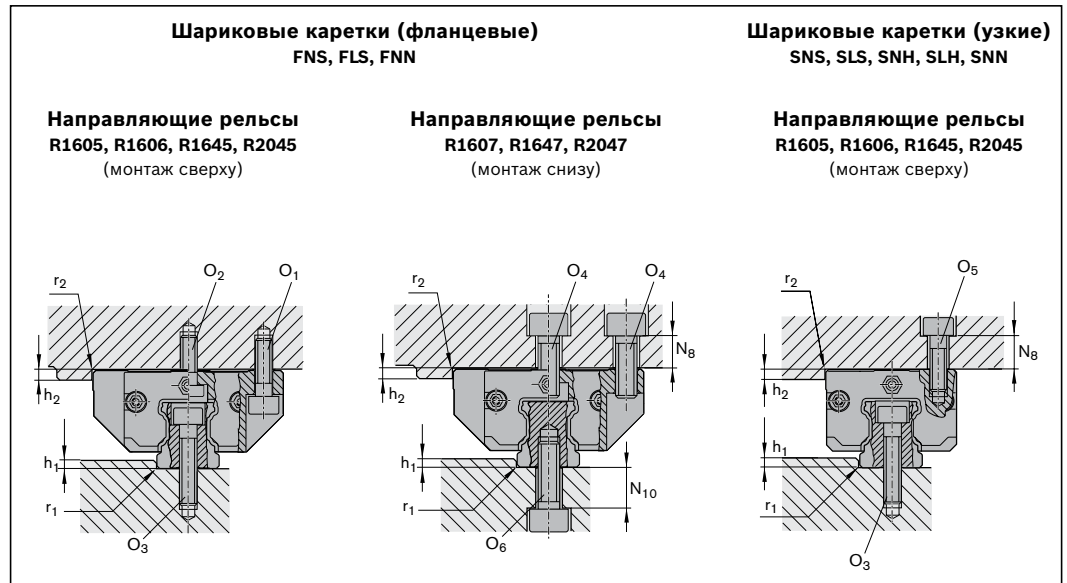 Шариковые каретки (фланцевые)
FNS, FLS, FNN
Шариковые каретки (узкие)
SNS, SLS, SNH, SLH, SNN
Направляющие рельсы
R1605, R1606, R1645, R2045
(монтаж сверху)
Направляющие рельсы
R1607, R1647, R2047
(монтаж снизу)
Направляющие рельсы
R1605, R1606, R1645, R2045
(монтаж сверху)
r2
O2
O1
h2
h1
r1
O3
r2
O4
O4
N8
h2
h1
r1
N10
O6
r2
O5
N8
h2
h1
r1
O3